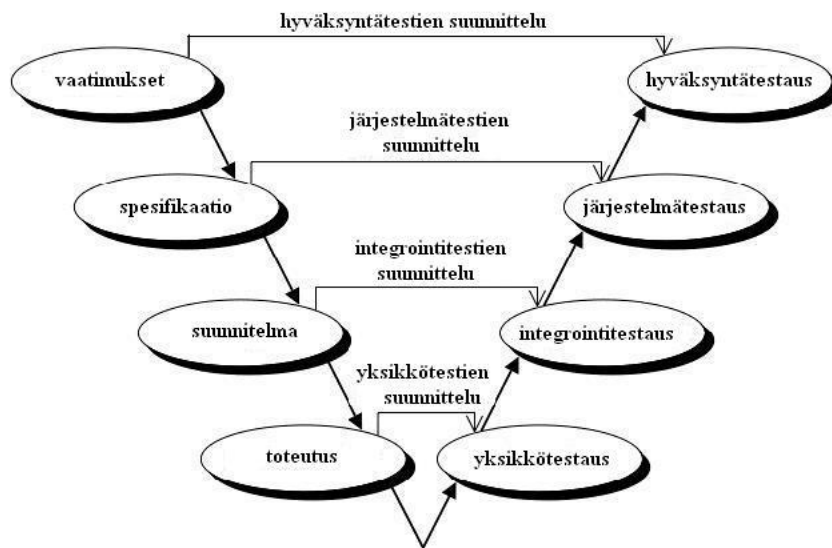 hyväksyntätestien suunnittelu
vaatimukset
hyväksyntätestaus
järjestelmätestien
suunnittelu
spesifikaatio
järjestelmätestaus
integrointitestien
suunnittelu
suunnitelma
integrointitestaus
yksikkötestien
suunnittelu
toteutus
yksikkötestaus